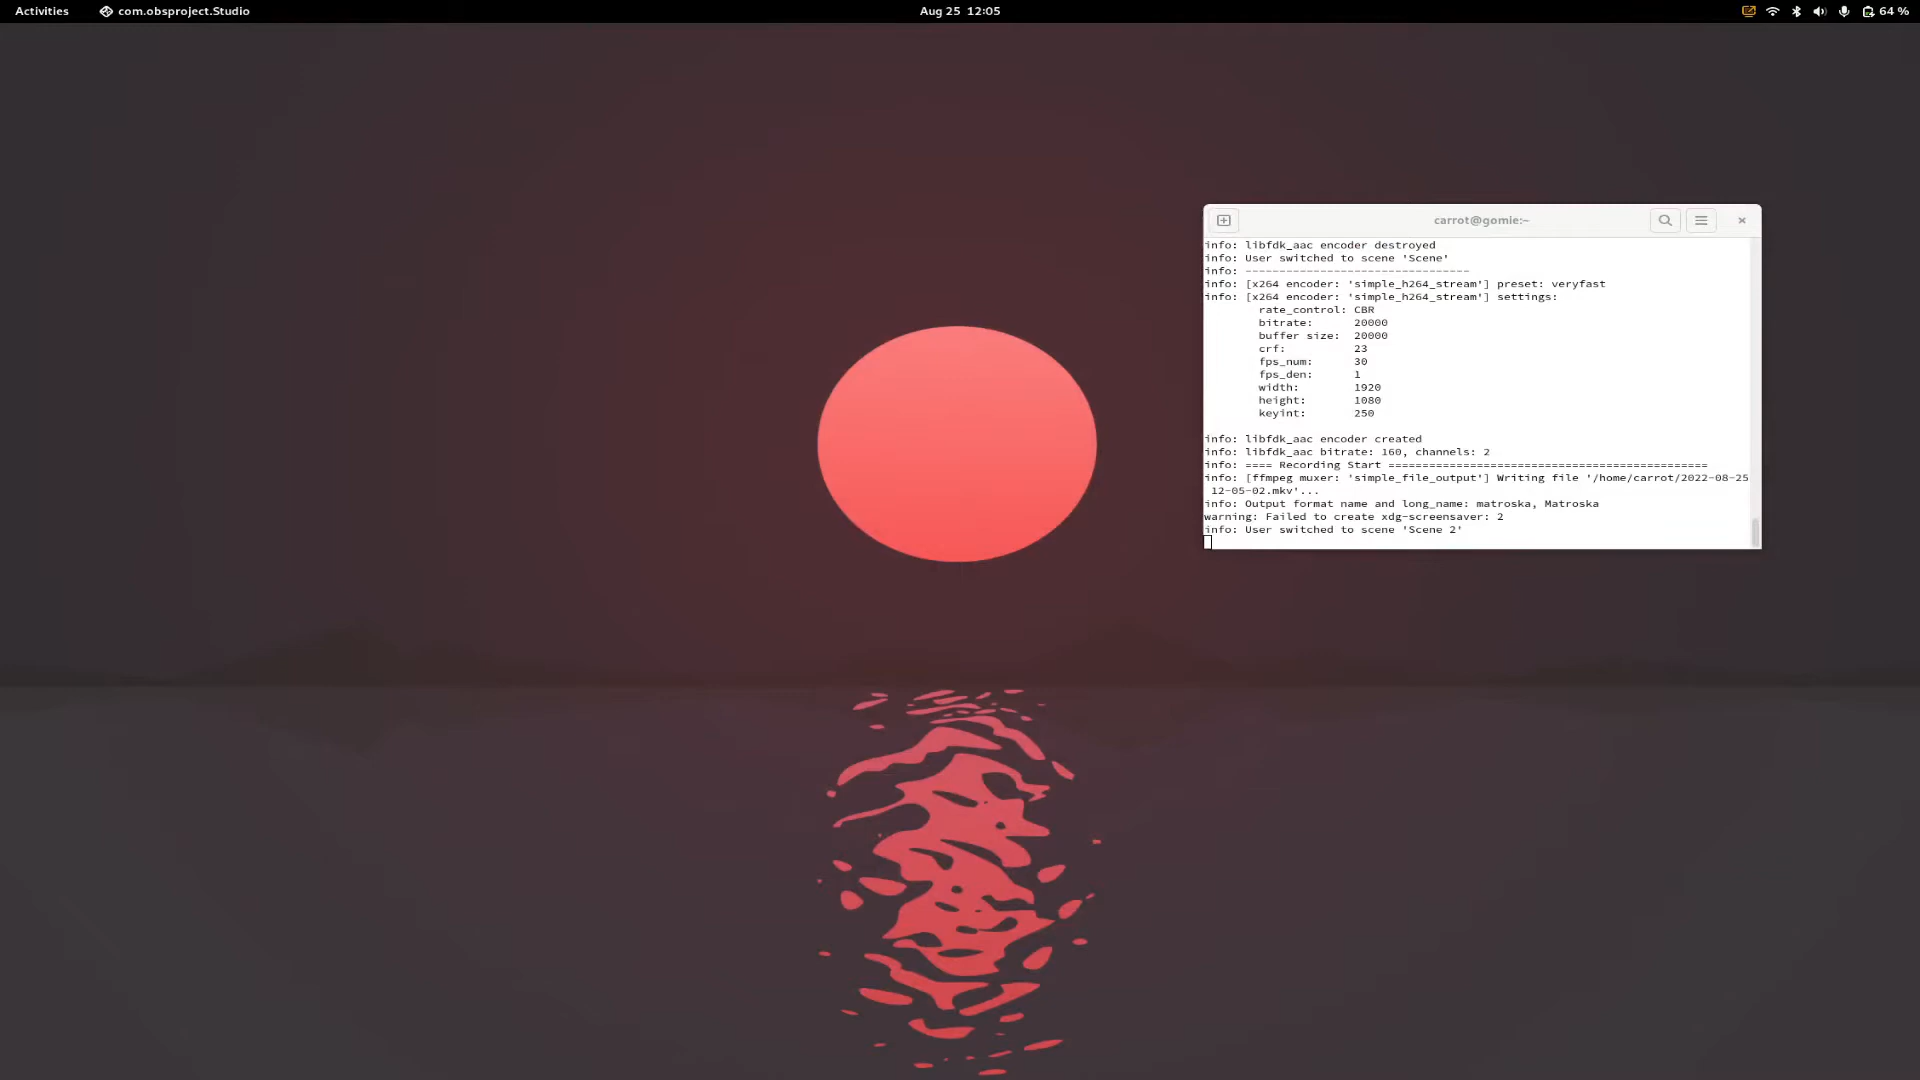 Activities com.obsproject.Studio Aug 25 12:05 64 %
carrot@gomie:~
info: libfdk_aac encoder destroyed
info: User switched to scene 'Scene'
info: ---------------------------------
info: [x264 encoder: 'simple_h264_stream'] preset: veryfast
info: [x264 encoder: 'simple_h264_stream'] settings:
rate_control: CBR
bitrate: 20000
buffer size: 20000
crf: 23
fps_num: 30
fps_den: 1
width: 1920
height: 1080
keyint: 250
info: libfdk_aac encoder created
info: libfdk_aac bitrate: 160, channels: 2
info: ==== Recording Start ===============================================
info: [ffmpeg muxer: 'simple_file_output'] Writing file '/home/carrot/2022-08-25
12-05-02.mkv'...
info: Output format name and long_name: matroska, Matroska
warning: Failed to create xdg-screensaver: 2
info: User switched to scene 'Scene 2'